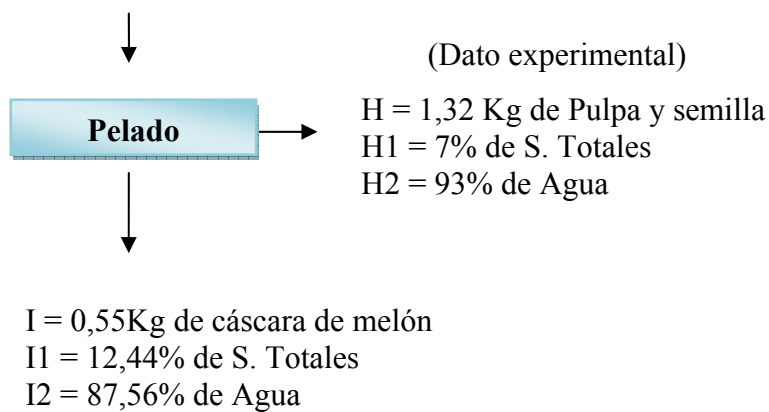 (Dato experimental)
Pelado
H = 1,32 Kg de Pulpa y semilla
H1 = 7% de S. Totales
H2 = 93% de Agua
I = 0,55Kg de cáscara de melón
I1 = 12,44% de S. Totales
I2 = 87,56% de Agua